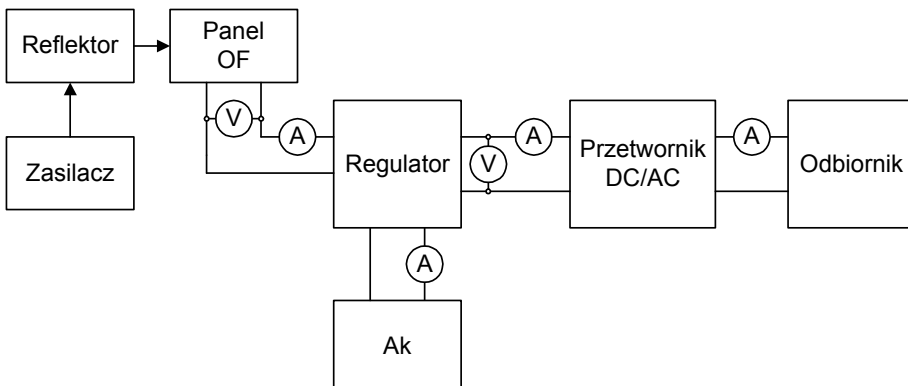 Reflektor
Panel
OF
Zasilacz
V
A
Regulator
V
A
Przetwornik
DC/AC
A
Odbiornik
A
Ak